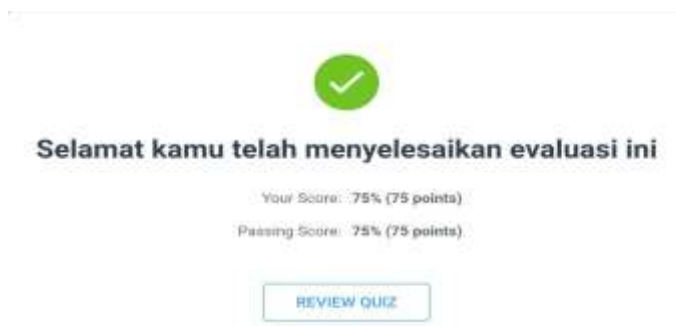 Selamat kamu telah menyelesaikan evaluasi ini
Your Score: 75% (75 points)
Passing Score: 75% (75 points)
REVIEW QUIZ